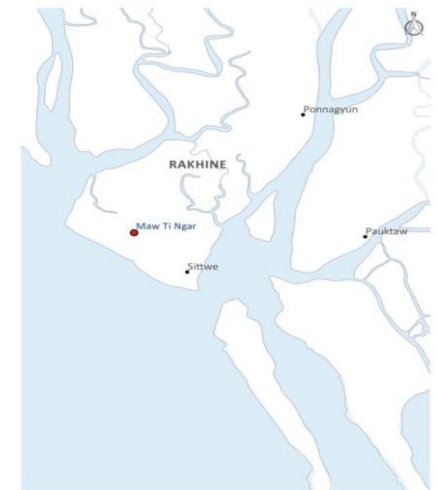 N
Ponnagyun
RAKHINE
Maw Ti Ngar
Pauktaw
Sittwe